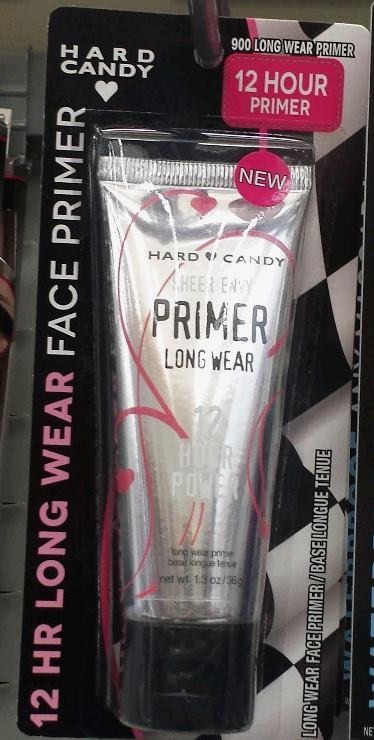 HARD
CANDY
900 LONG WEAR PRIMER
12 HOUR
PRIMER
NEW
12 HR LONG WEAR FACE PRIMER
HARD CANDY
SHEER ENVY
PRIMER
LONG WEAR
12
HOUR
POWER
long wear primer
base longue tenue
net wt. 1.3 oz/36g
LONG WEAR FACE PRIMER/BASE LONGUE TENUE